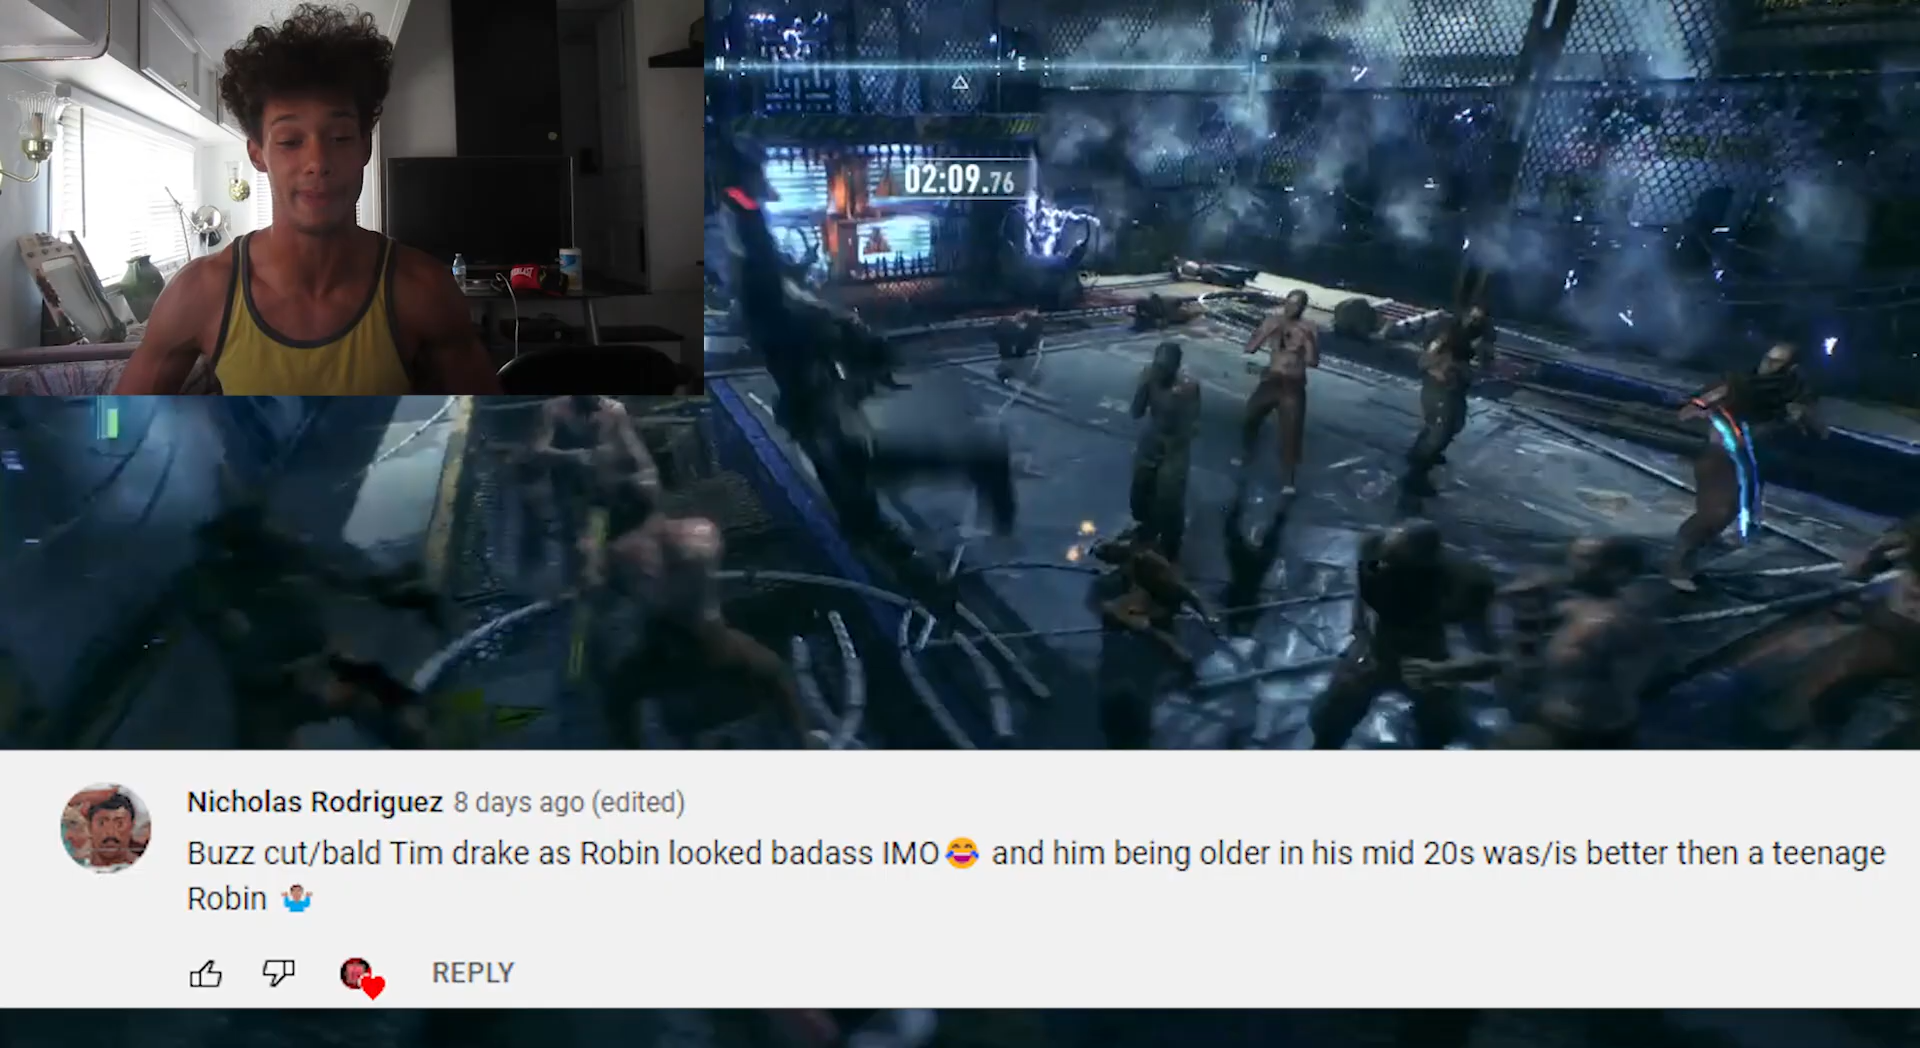 N
E
02:09.76
EVERLAST
Nicholas Rodriguez 8 days ago (edited)
Buzz cut/bald Tim drake as Robin looked badass IMO😂 and him being older in his mid 20s was/is better then a teenage
Robin 🤷🏽‍♂️
REPLY